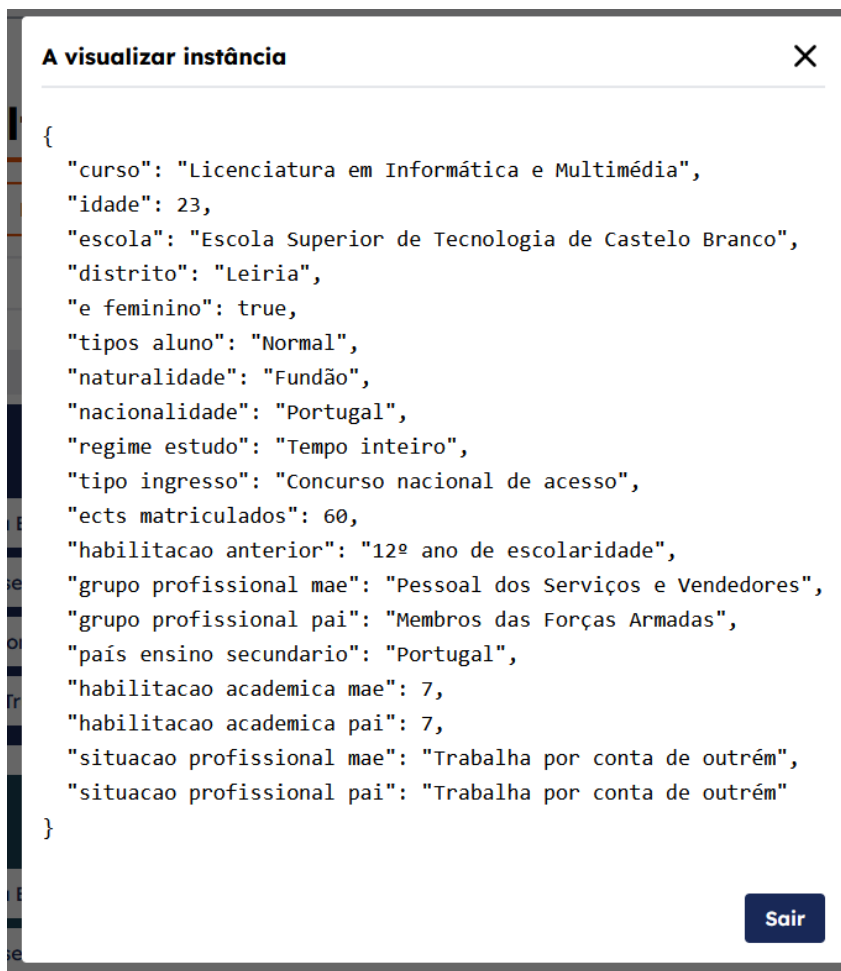 A visualizar instância
{
"curso": "Licenciatura em Informática e Multimédia",
"idade": 23,
"escola": "Escola Superior de Tecnologia de Castelo Branco",
"distrito": "Leiria",
"e feminino": true,
"tipos aluno": "Normal",
"naturalidade": "Fundão",
"nacionalidade": "Portugal",
"regime estudo": "Tempo inteiro",
"tipo ingresso": "Concurso nacional de acesso",
"ects matriculados": 60,
"habilitacao anterior": "12º ano de escolaridade",
"grupo profissional mae": "Pessoal dos Serviços e Vendedores",
"grupo profissional pai": "Membros das Forças Armadas",
"país ensino secundario": "Portugal",
"habilitacao academica mae": 7,
"habilitacao academica pai": 7,
"situacao profissional mae": "Trabalha por conta de outrém",
"situacao profissional pai": "Trabalha por conta de outrém"
}
Sair